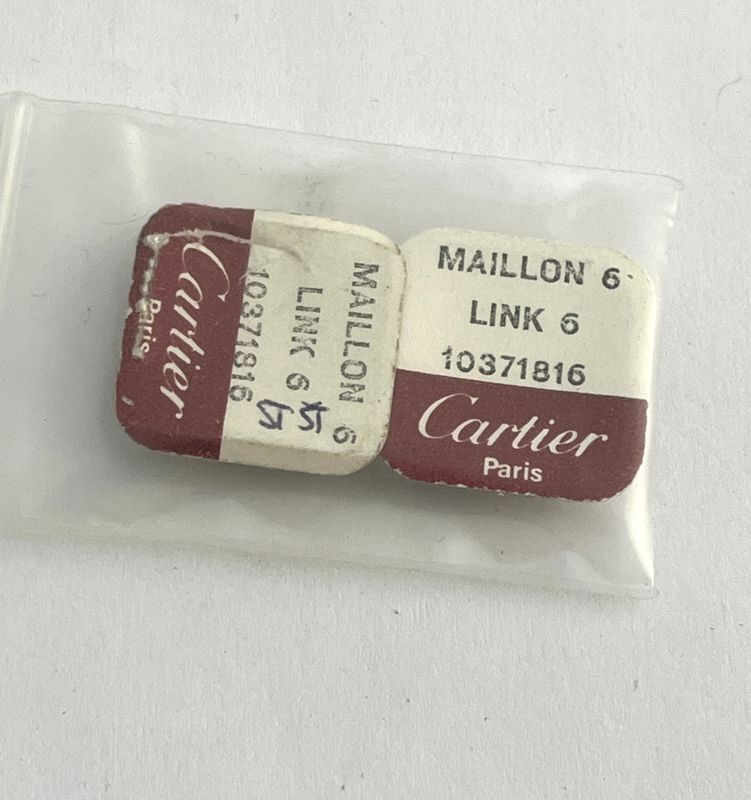 Cartier
Paris
MAILLON 6
LINK 6
10371816
MAILLON 6
LINK 6
10371816
Cartier
Paris